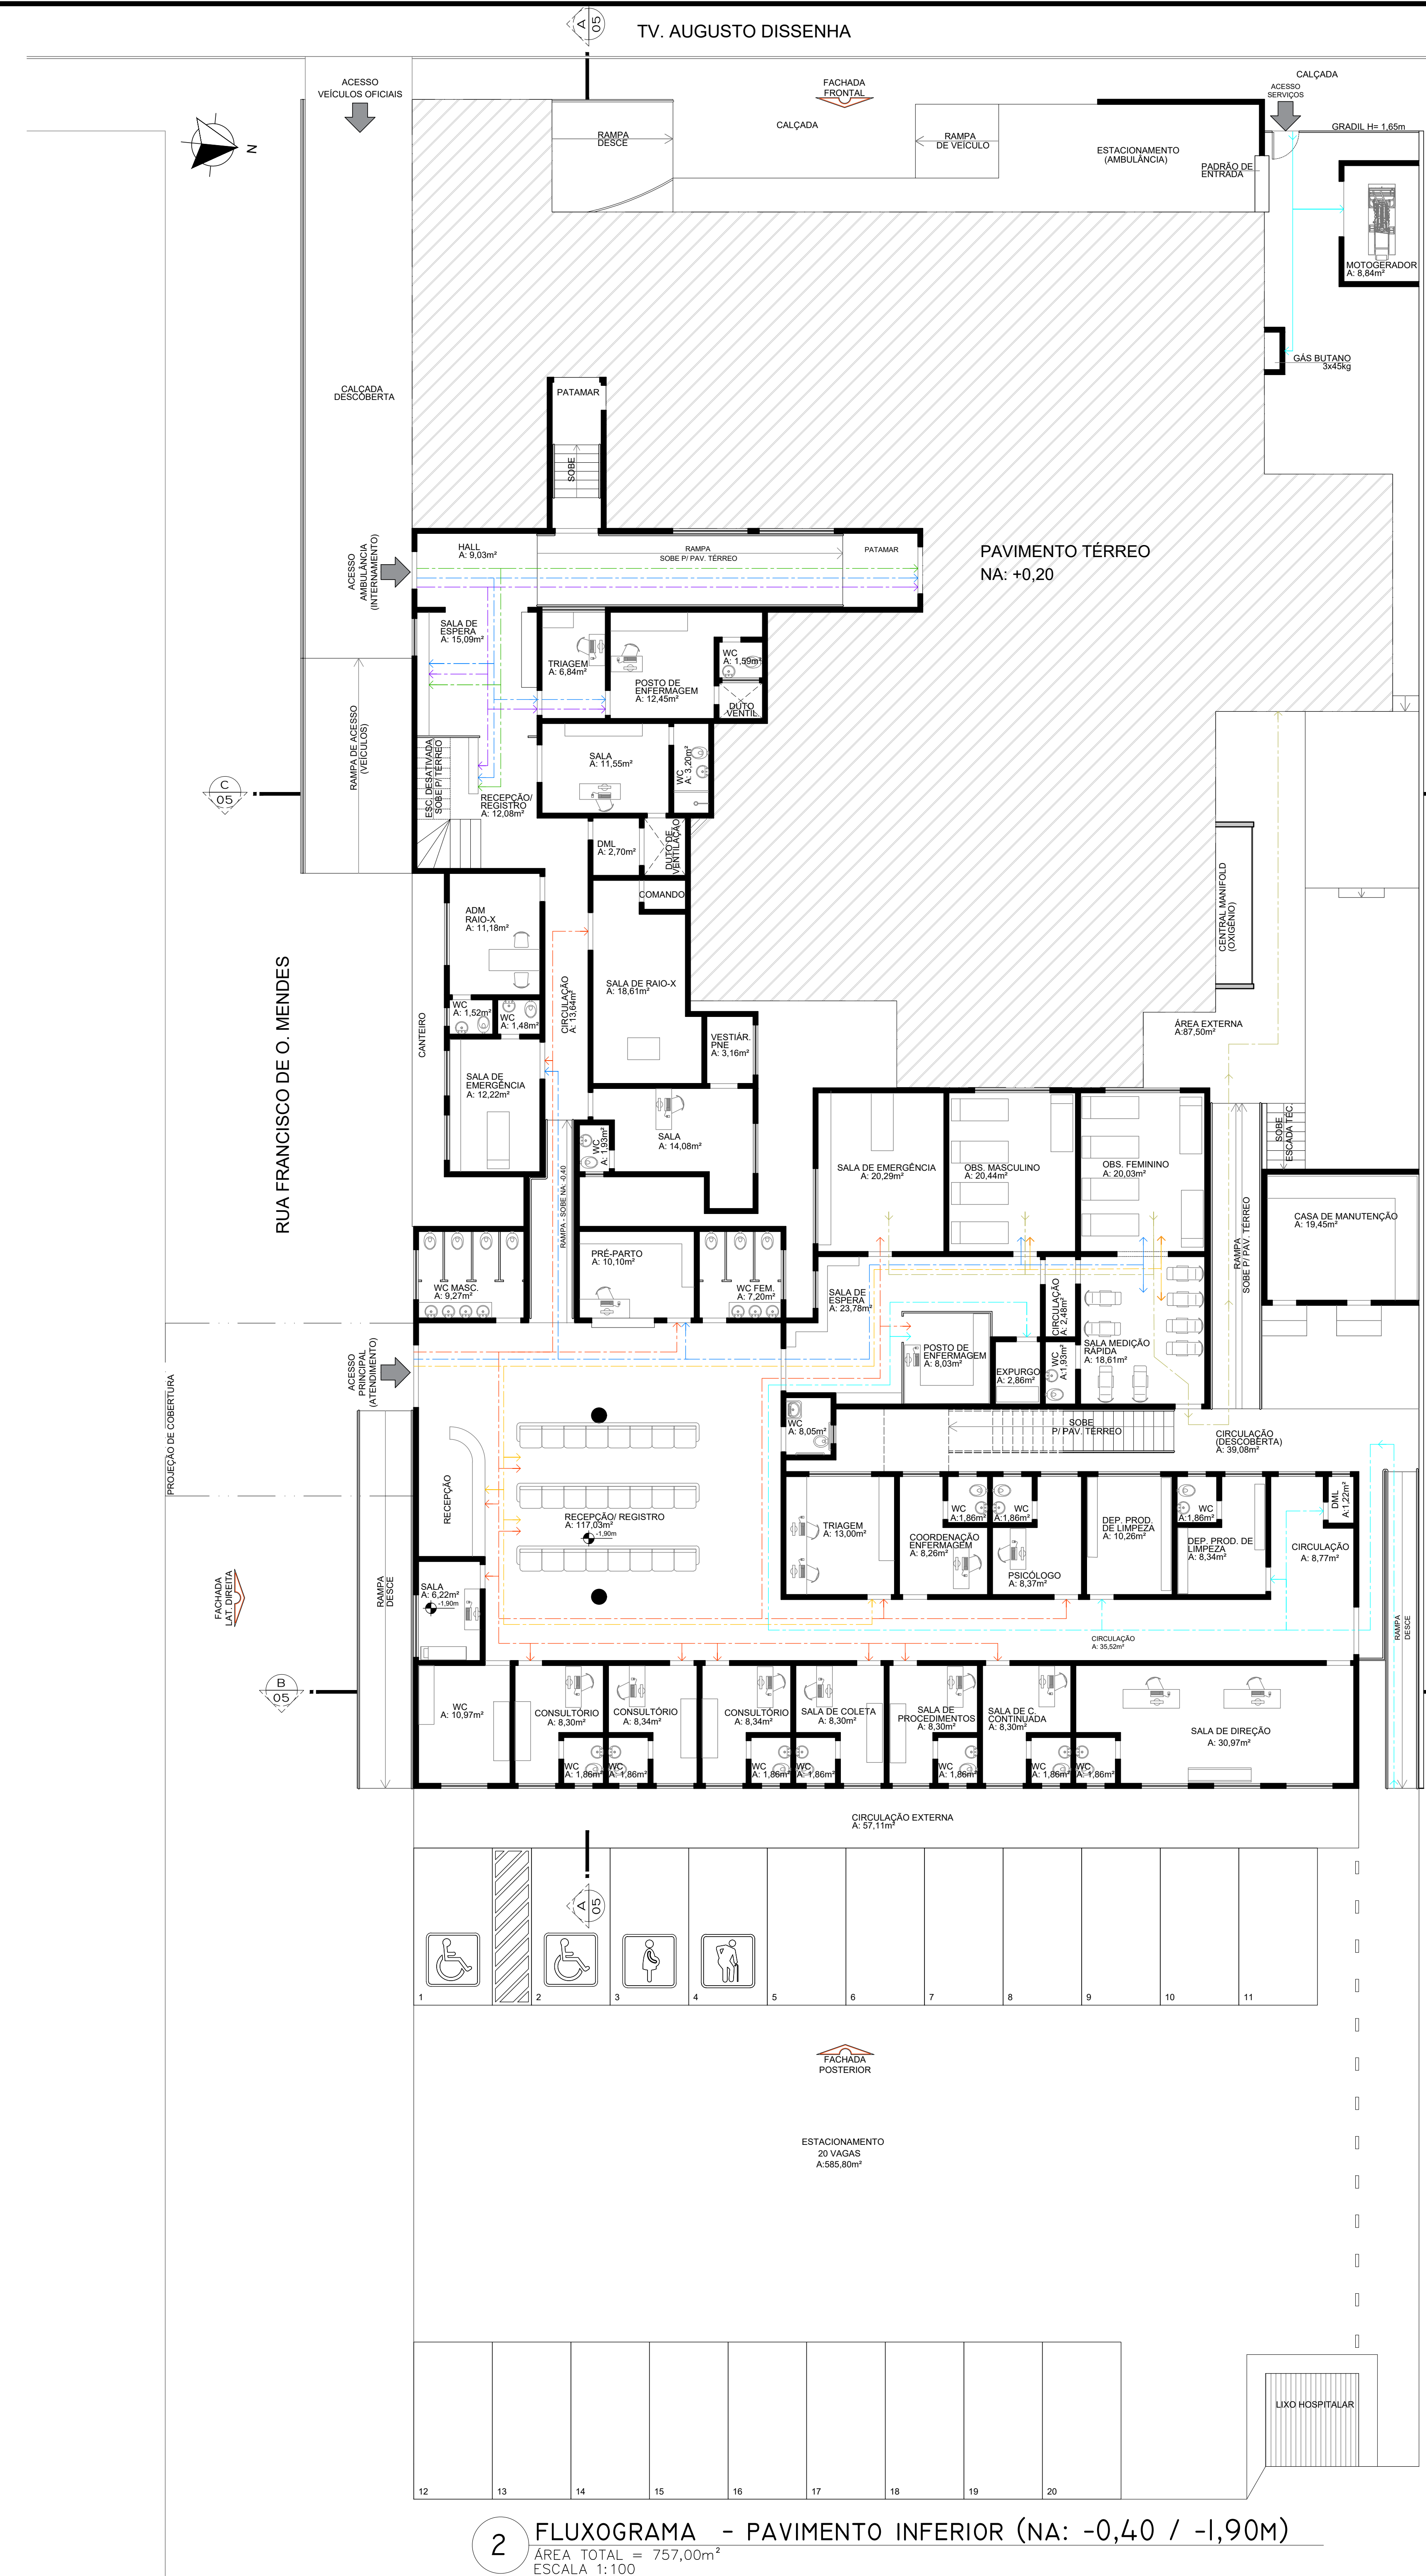 TV. AUGUSTO DISSENHA
A
05
ACESSO
VEÍCULOS OFICIAIS
FACHADA
FRONTAL
CALÇADA
ACESSO
SERVIÇOS
GRADIL H= 1,65m
N
RAMPA
DESCE
CALÇADA
RAMPA
DE VEÍCULO
ESTACIONAMENTO
(AMBULÂNCIA)
PADRÃO DE
ENTRADA
MOTOGERADOR
A: 8,84m²
GÁS BUTANO
3x45kg
CALÇADA
DESCOBERTA
PATAMAR
SOBE
ACESSO
AMBULÂNCIA
(INTERNAMENTO)
HALL
A: 9,03m²
RAMPA
SOBE P/ PAV. TÉRREO
PATAMAR
PAVIMENTO TÉRREO
NA: +0,20
SALA DE
ESPERA
A: 15,09m²
TRIAGEM
A: 6,84m²
POSTO DE
ENFERMAGEM
A: 12,45m²
WC
A: 1,59m²
DUTO
VENTIL.
RAMPA DE ACESSO
(VEÍCULOS)
ESC. DESATIVADA
SOBE P/ TÉRREO
SALA
A: 11,55m²
WC
A: 3,20m²
C
05
RECEPÇÃO/
REGISTRO
A: 12,08m²
DML
A: 2,70m²
DUTO DE
VENTILAÇÃO
COMANDO
ADM
RAIO-X
A: 11,18m²
CENTRAL MANIFOLD
(OXIGÊNIO)
RUA FRANCISCO DE O. MENDES
CANTEIRO
CIRCULAÇÃO
A: 13,64m²
SALA DE RAIO-X
A: 18,61m²
WC
A: 1,52m²
WC
A: 1,48m²
ÁREA EXTERNA
A:87,50m²
VESTIÁR.
PNE
A: 3,16m²
SALA DE
EMERGÊNCIA
A: 12,22m²
SALA
A: 14,08m²
WC
A: 1,93m²
RAMPA - SOBE NA: -0,40
SALA DE EMERGÊNCIA
A: 20,29m²
OBS. MASCULINO
A: 20,44m²
OBS. FEMININO
A: 20,03m²
SOBE
ESCADA TÉC.
RAMPA
SOBE P/ PAV. TÉRREO
CASA DE MANUTENÇÃO
A: 19,45m²
PRÉ-PARTO
A: 10,10m²
WC MASC.
A: 9,27m²
WC FEM.
A: 7,20m²
SALA DE
ESPERA
A: 23,78m²
CIRCULAÇÃO
A: 2,48m²
POSTO DE
ENFERMAGEM
A: 8,03m²
EXPURGO
A: 2,86m²
WC
A:1,93m²
SALA MEDIÇÃO
RÁPIDA
A: 18,61m²
ACESSO
PRINCIPAL
(ATENDIMENTO)
PROJEÇÃO DE COBERTURA
WC
A: 8,05m²
SOBE
P/ PAV. TÉRREO
CIRCULAÇÃO
(DESCOBERTA)
A: 39,08m²
RECEPÇÃO
RECEPÇÃO/ REGISTRO
A: 117,03m²
-1,90m
TRIAGEM
A: 13,00m²
COORDENAÇÃO
ENFERMAGEM
A: 8,26m²
WC
A:1,86m²
WC
A:1,86m²
PSICÓLOGO
A: 8,37m²
DEP. PROD.
DE LIMPEZA
A: 10,26m²
WC
A:1,86m²
DEP. PROD. DE
LIMPEZA
A: 8,34m²
CIRCULAÇÃO
A: 8,77m²
DML
A:1,22m²
FACHADA
LAT. DIREITA
RAMPA
DESCE
SALA
A: 6,22m²
-1,90m
CIRCULAÇÃO
A: 35,52m²
RAMPA
DESCE
B
05
WC
A: 10,97m²
CONSULTÓRIO
A: 8,30m²
CONSULTÓRIO
A: 8,34m²
CONSULTÓRIO
A: 8,34m²
SALA DE COLETA
A: 8,30m²
SALA DE
PROCEDIMENTOS
A: 8,30m²
SALA DE C.
CONTINUADA
A: 8,30m²
SALA DE DIREÇÃO
A: 30,97m²
WC
A: 1,86m²
WC
A: 1,86m²
WC
A: 1,86m²
WC
A: 1,86m²
WC
A: 1,86m²
WC
A: 1,86m²
WC
A: 1,86m²
CIRCULAÇÃO EXTERNA
A: 57,11m²
A
05
1
2
3
4
5
6
7
8
9
10
11
FACHADA
POSTERIOR
ESTACIONAMENTO
20 VAGAS
A:585,80m²
LIXO HOSPITALAR
12
13
14
15
16
17
18
19
20
2
FLUXOGRAMA - PAVIMENTO INFERIOR (NA: -0,40 / -1,90M)
ÁREA TOTAL = 757,00m²
ESCALA 1:100